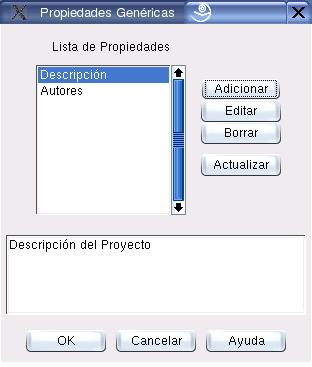 Propiedades Genéricas
Lista de Propiedades
Descripción
Autores
Adicionar
Editar
Borrar
Actualizar
Descripción del Proyecto
OK
Cancelar
Ayuda